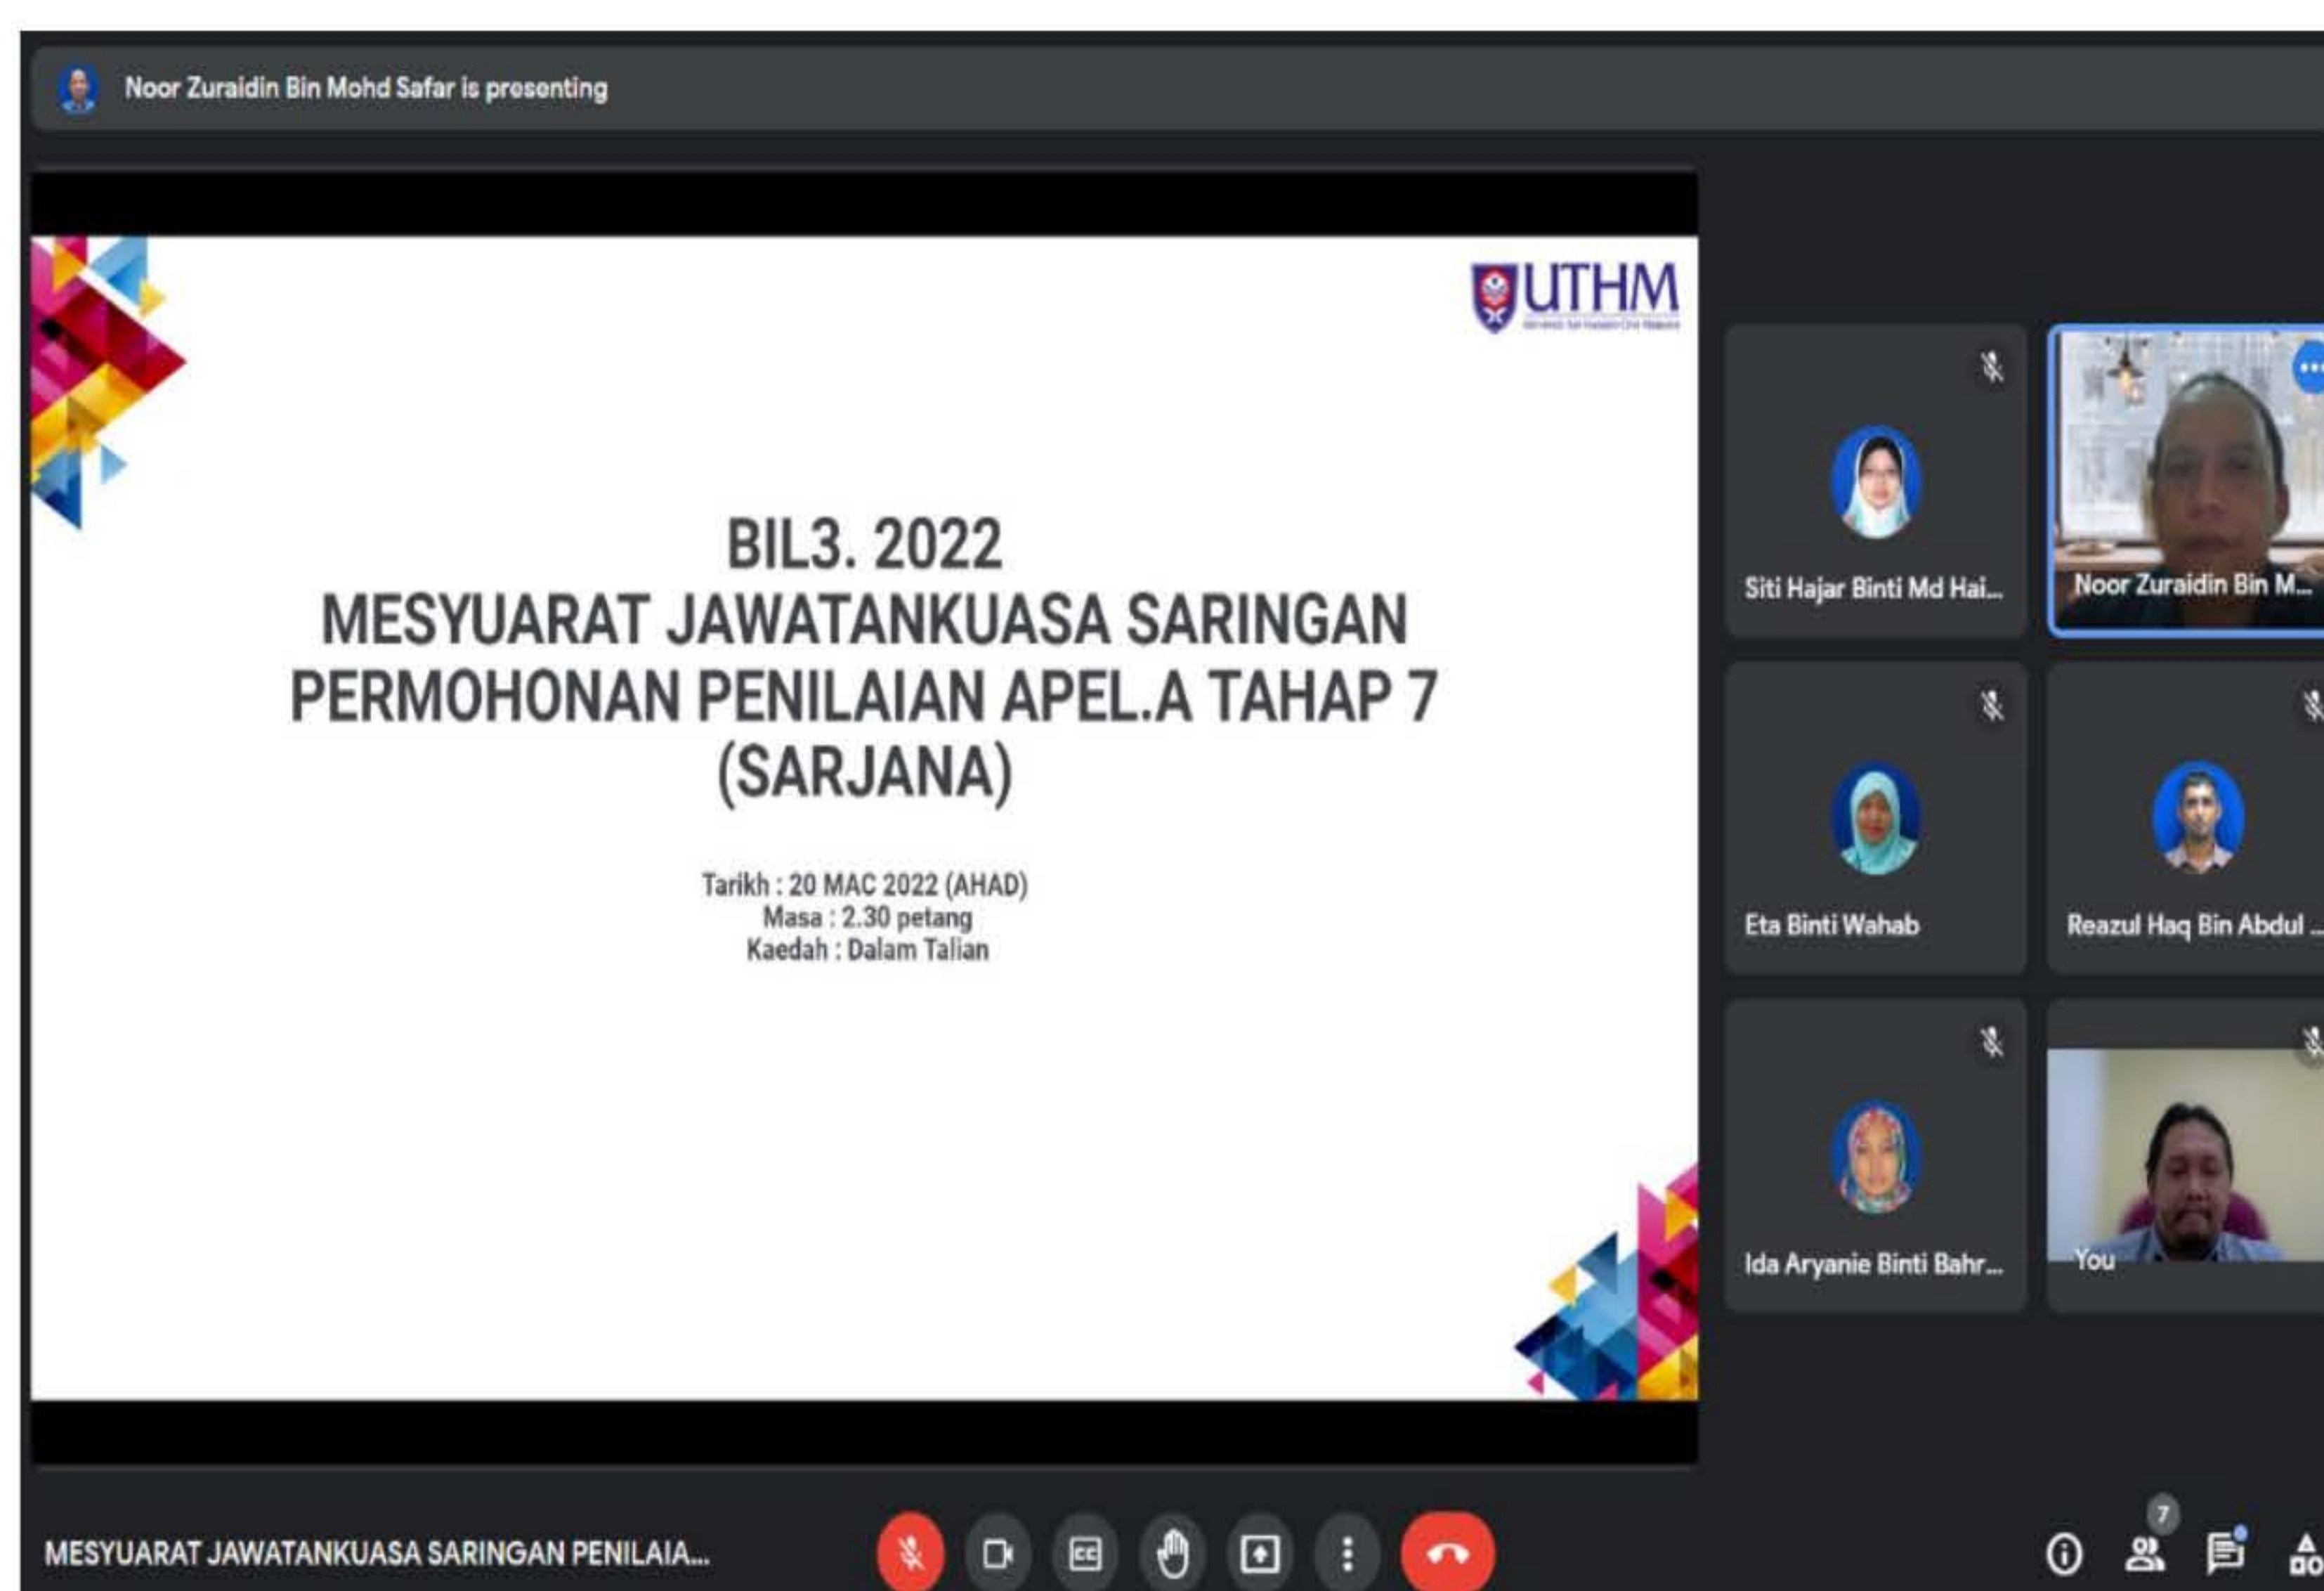 Noor Zuraidin Bin Mohd Safar is presenting
UTHM
BIL3. 2022
MESYUARAT JAWATANKUASA SARINGAN
PERMOHONAN PENILAIAN APEL.A TAHAP 7
(SARJANA)
Tarikh : 20 MAC 2022 (AHAD)
Masa : 2.30 petang
Kaedah : Dalam Talian
Siti Hajar Binti Md Hai...
Noor Zuraidin Bin M...
Eta Binti Wahab
Reazul Haq Bin Abdul ...
Ida Aryanie Binti Bahr...
You
MESYUARAT JAWATANKUASA SARINGAN PENILAIA...
CC
7